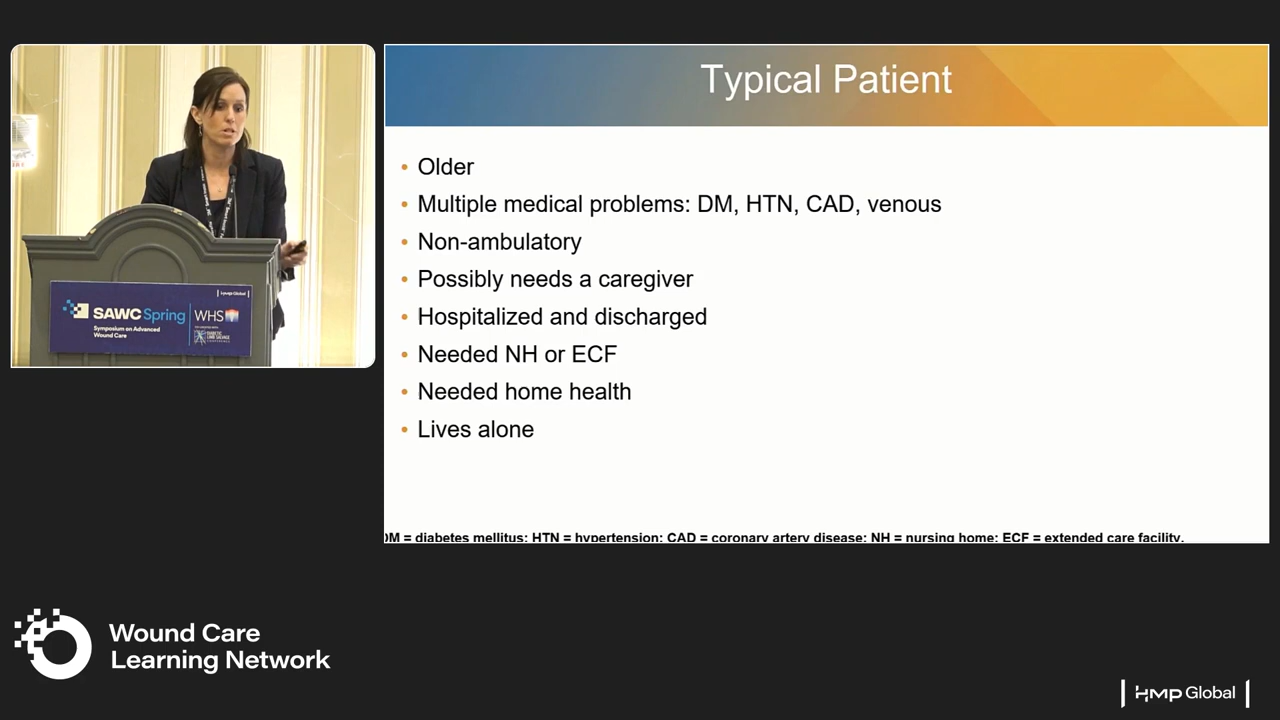 Typical Patient
• Older
• Multiple medical problems: DM, HTN, CAD, venous
• Non-ambulatory
• Possibly needs a caregiver
• Hospitalized and discharged
• Needed NH or ECF
• Needed home health
• Lives alone
DM = diabetes mellitus; HTN = hypertension; CAD = coronary artery disease; NH = nursing home; ECF = extended care facility.
HMP Global
SAWC Spring
Symposium on Advanced
Wound Care
WHS
Wound Care
Learning Network
HMP Global